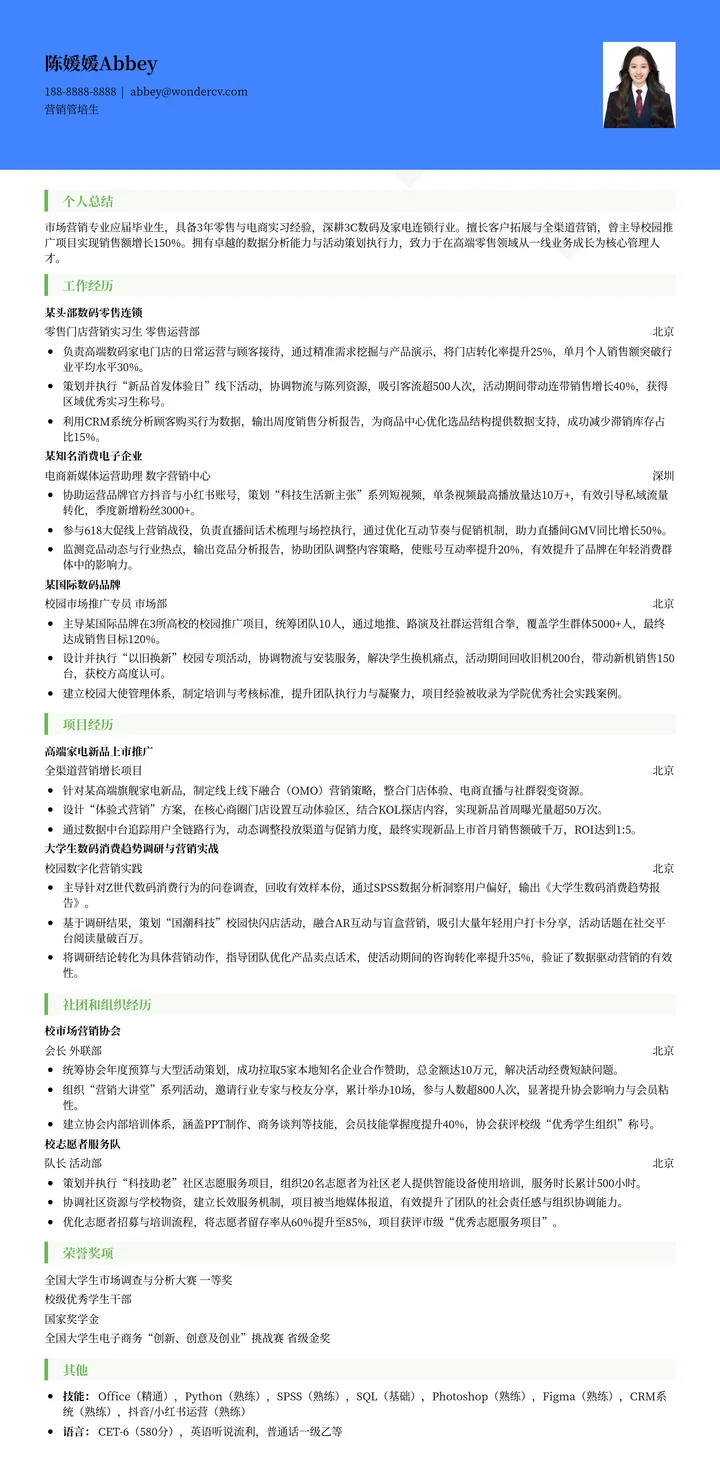 陈媛媛Abbey
188-8888-8888 | abbey@wondercv.com
营销管培生
个人总结
市场营销专业应届毕业生，具备3年零售与电商实习经验，深耕3C数码及家电连锁行业。擅长客户拓展与全渠道营销，曾主导校园推
广项目实现销售额增长150%。拥有卓越的数据分析能力与活动策划执行力，致力于在高端零售领域从一线业务成长为核心管理人
才。
工作经历
某头部数码零售连锁
零售门店营销实习生 零售运营部 北京
• 负责高端数码家电门店的日常运营与顾客接待，通过精准需求挖掘与产品演示，将门店转化率提升25%，单月个人销售额突破行
业平均水平30%。
• 策划并执行“新品首发体验日”线下活动，协调物流与陈列资源，吸引客流超500人次，活动期间带动连带销售增长40%，获得
区域优秀实习生称号。
• 利用CRM系统分析顾客购买行为数据，输出周度销售分析报告，为商品中心优化选品结构提供数据支持，成功减少滞销库存占
比15%。
某知名消费电子企业
电商新媒体运营助理 数字营销中心 深圳
• 协助运营品牌官方抖音与小红书账号，策划“科技生活新主张”系列短视频，单条视频最高播放量达10万+，有效引导私域流量
转化，季度新增粉丝3000+。
• 参与618大促线上营销战役，负责直播间话术梳理与场控执行，通过优化互动节奏与促销机制，助力直播间GMV同比增长50%。
• 监测竞品动态与行业热点，输出竞品分析报告，协助团队调整内容策略，使账号互动率提升20%，有效提升了品牌在年轻消费群
体中的影响力。
某国际数码品牌
校园市场推广专员 市场部 北京
• 主导某国际品牌在3所高校的校园推广项目，统筹团队10人，通过地推、路演及社群运营组合拳，覆盖学生群体5000+人，最终
达成销售目标120%。
• 设计并执行“以旧换新”校园专项活动，协调物流与安装服务，解决学生换机痛点，活动期间回收旧机200台，带动新机销售150
台，获校方高度认可。
• 建立校园大使管理体系，制定培训与考核标准，提升团队执行力与凝聚力，项目经验被收录为学院优秀社会实践案例。
项目经历
高端家电新品上市推广
全渠道营销增长项目 北京
• 针对某高端旗舰家电新品，制定线上线下融合（OMO）营销策略，整合门店体验、电商直播与社群裂变资源。
• 设计“体验式营销”方案，在核心商圈门店设置互动体验区，结合KOL探店内容，实现新品首周曝光量超50万次。
• 通过数据中台追踪用户全链路行为，动态调整投放渠道与促销力度，最终实现新品上市首月销售额破千万，ROI达到1:5。
大学生数码消费趋势调研与营销实战
校园数字化营销实践 北京
• 主导针对Z世代数码消费行为的问卷调查，回收有效样本份，通过SPSS数据分析洞察用户偏好，输出《大学生数码消费趋势报
告》。
• 基于调研结果，策划“国潮科技”校园快闪店活动，融合AR互动与盲盒营销，吸引大量年轻用户打卡分享，活动话题在社交平
台阅读量破百万。
• 将调研结论转化为具体营销动作，指导团队优化产品卖点话术，使活动期间的咨询转化率提升35%，验证了数据驱动营销的有效
性。
社团和组织经历
校市场营销协会
会长 外联部 北京
• 统筹协会年度预算与大型活动策划，成功拉取5家本地知名企业合作赞助，总金额达10万元，解决活动经费短缺问题。
• 组织“营销大讲堂”系列活动，邀请行业专家与校友分享，累计举办10场，参与人数超800人次，显著提升协会影响力与会员粘
性。
• 建立协会内部培训体系，涵盖PPT制作、商务谈判等技能，会员技能掌握度提升40%，协会获评校级“优秀学生组织”称号。
校志愿者服务队
队长 活动部 北京
• 策划并执行“科技助老”社区志愿服务项目，组织20名志愿者为社区老人提供智能设备使用培训，服务时长累计500小时。
• 协调社区资源与学校物资，建立长效服务机制，项目被当地媒体报道，有效提升了团队的社会责任感与组织协调能力。
• 优化志愿者招募与培训流程，将志愿者留存率从60%提升至85%，项目获评市级“优秀志愿服务项目”。
荣誉奖项
全国大学生市场调查与分析大赛 一等奖
校级优秀学生干部
国家奖学金
全国大学生电子商务“创新、创意及创业”挑战赛 省级金奖
其他
• 技能： Office（精通）, Python（熟练）, SPSS（熟练）, SQL（基础）, Photoshop（熟练）, Figma（熟练）, CRM系
统（熟练）, 抖音/小红书运营（熟练）
• 语言： CET-6（580分）, 英语听说流利，普通话一级乙等